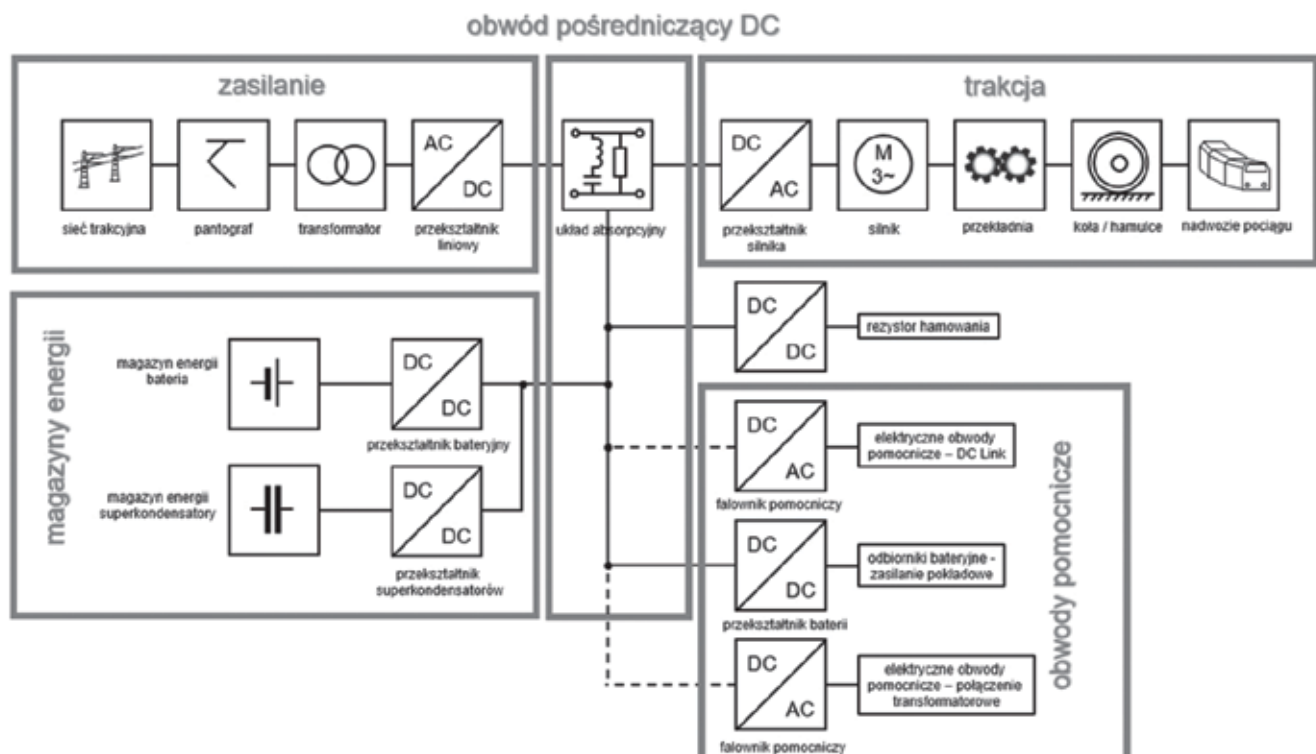 obwód pośredniczący DC
zasilanie
AC
DC
sieć trakcyjna
pantograf
transformator
przekształtnik
liniowy
układ absorpcyjny
trakcja
DC
AC
M
3~
przekształtnik
silnika
silnik
przekładnia
koła / hamulce
nadwozie pociągu
DC
DC
rezystor hamowania
magazyny energii
magazyn energii
bateria
DC
DC
przekształtnik bateryjny
magazyn energii
superkondensatory
DC
DC
przekształtnik
superkondensatorów
obwody pomocnicze
DC
AC
elektryczne obwody
pomocnicze – DC Link
falownik pomocniczy
DC
DC
odbiorniki bateryjne -
zasilanie pokładowe
przekształtnik baterii
DC
AC
elektryczne obwody
pomocnicze – połączenie
transformatorowe
falownik pomocniczy